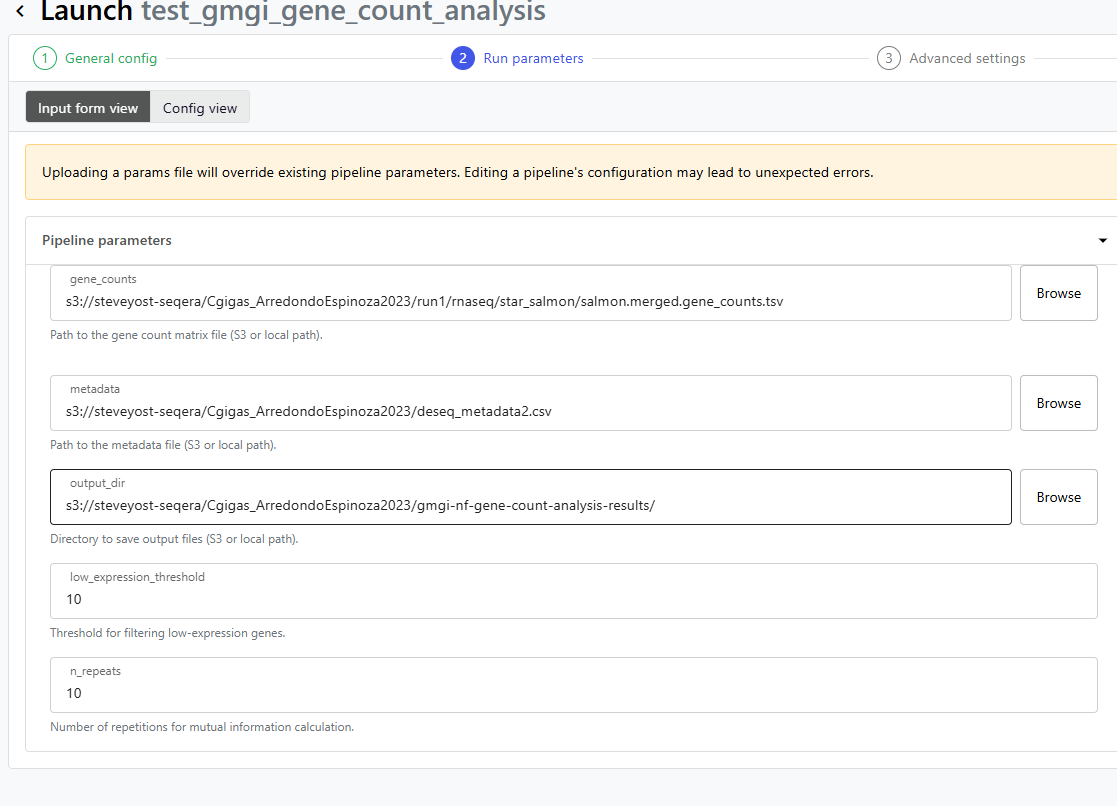 Launch test_gmgi_gene_count_analysis
1 General config
2 Run parameters
3 Advanced settings
Input form view
Config view
Uploading a params file will override existing pipeline parameters. Editing a pipeline's configuration may lead to unexpected errors.
Pipeline parameters
gene_counts
s3://steveyost-seqera/Cgigas_ArredondoEspinoza2023/run1/rnaseq/star_salmon/salmon.merged.gene_counts.tsv
Browse
Path to the gene count matrix file (S3 or local path).
metadata
s3://steveyost-seqera/Cgigas_ArredondoEspinoza2023/deseq_metadata2.csv
Browse
Path to the metadata file (S3 or local path).
output_dir
s3://steveyost-seqera/Cgigas_ArredondoEspinoza2023/gmgi-nf-gene-count-analysis-results/
Browse
Directory to save output files (S3 or local path).
low_expression_threshold
10
Threshold for filtering low-expression genes.
n_repeats
10
Number of repetitions for mutual information calculation.